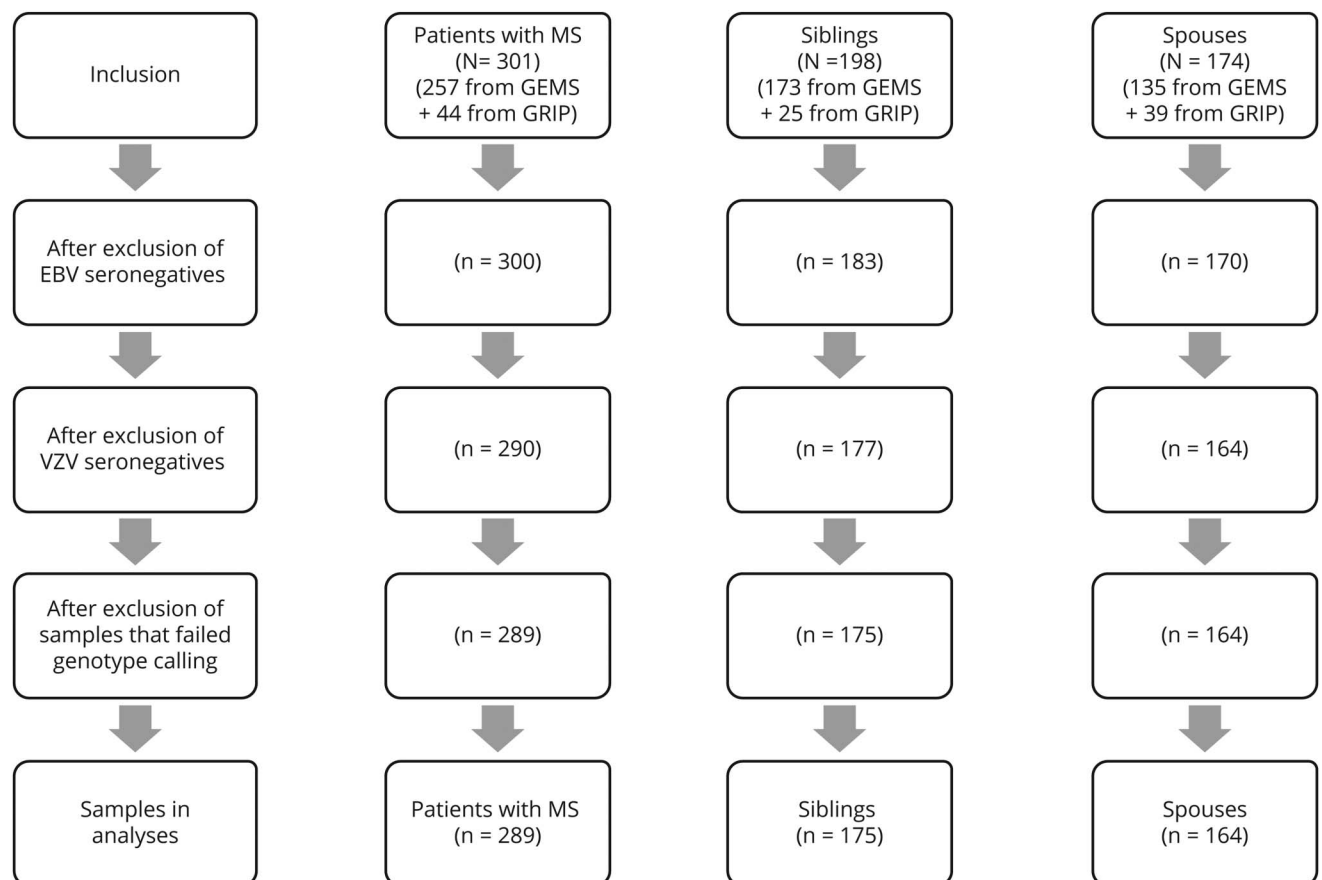 Inclusion
Patients with MS
(N= 301)
(257 from GEMS
+ 44 from GRIP)
Siblings
(N =198)
(173 from GEMS
+ 25 from GRIP)
Spouses
(N = 174)
(135 from GEMS
+ 39 from GRIP)
After exclusion of
EBV seronegatives
(n = 300)
(n = 183)
(n = 170)
After exclusion of
VZV seronegatives
(n = 290)
(n = 177)
(n = 164)
After exclusion of
samples that failed
genotype calling
(n = 289)
(n = 175)
(n = 164)
Samples in
analyses
Patients with MS
(n = 289)
Siblings
(n = 175)
Spouses
(n = 164)